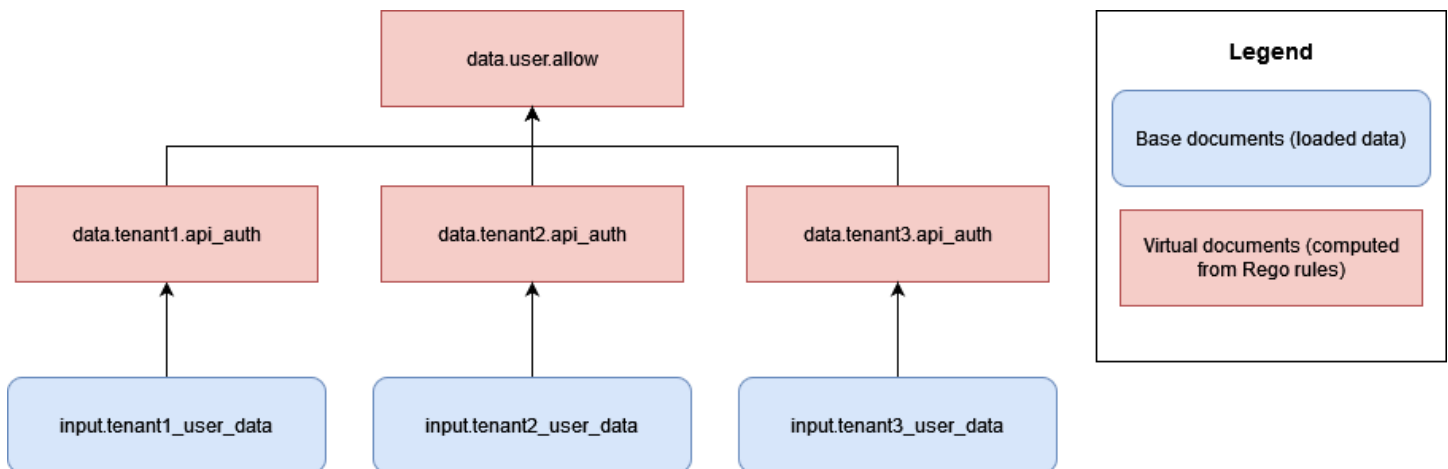 data.user.allow
data.tenant1.api_auth
data.tenant2.api_auth
data.tenant3.api_auth
input.tenant1_user_data
input.tenant2_user_data
input.tenant3_user_data
Legend
Base documents (loaded data)
Virtual documents (computed
from Rego rules)